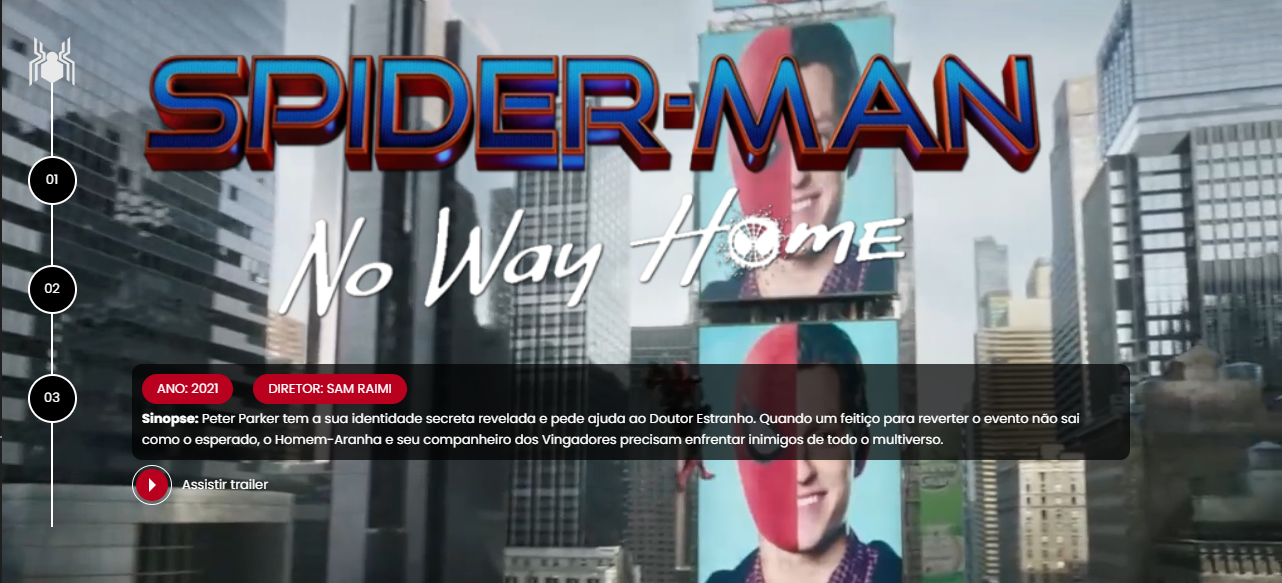 SPIDER-MAN
No Way Home
01
02
03
ANO: 2021
DIRETOR: SAM RAIMI
Sinopse: Peter Parker tem a sua identidade secreta revelada e pede ajuda ao Doutor Estranho. Quando um feitiço para reverter o evento não sai
como o esperado, o Homem-Aranha e seu companheiro dos Vingadores precisam enfrentar inimigos de todo o multiverso.
Assistir trailer